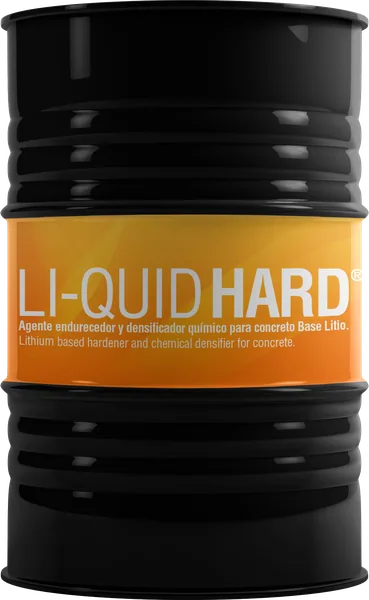 LI-QUID HARD®
Agente endurecedor y densificador químico para concreto Base Litio.
Lithium based hardener and chemical densifier for concrete.